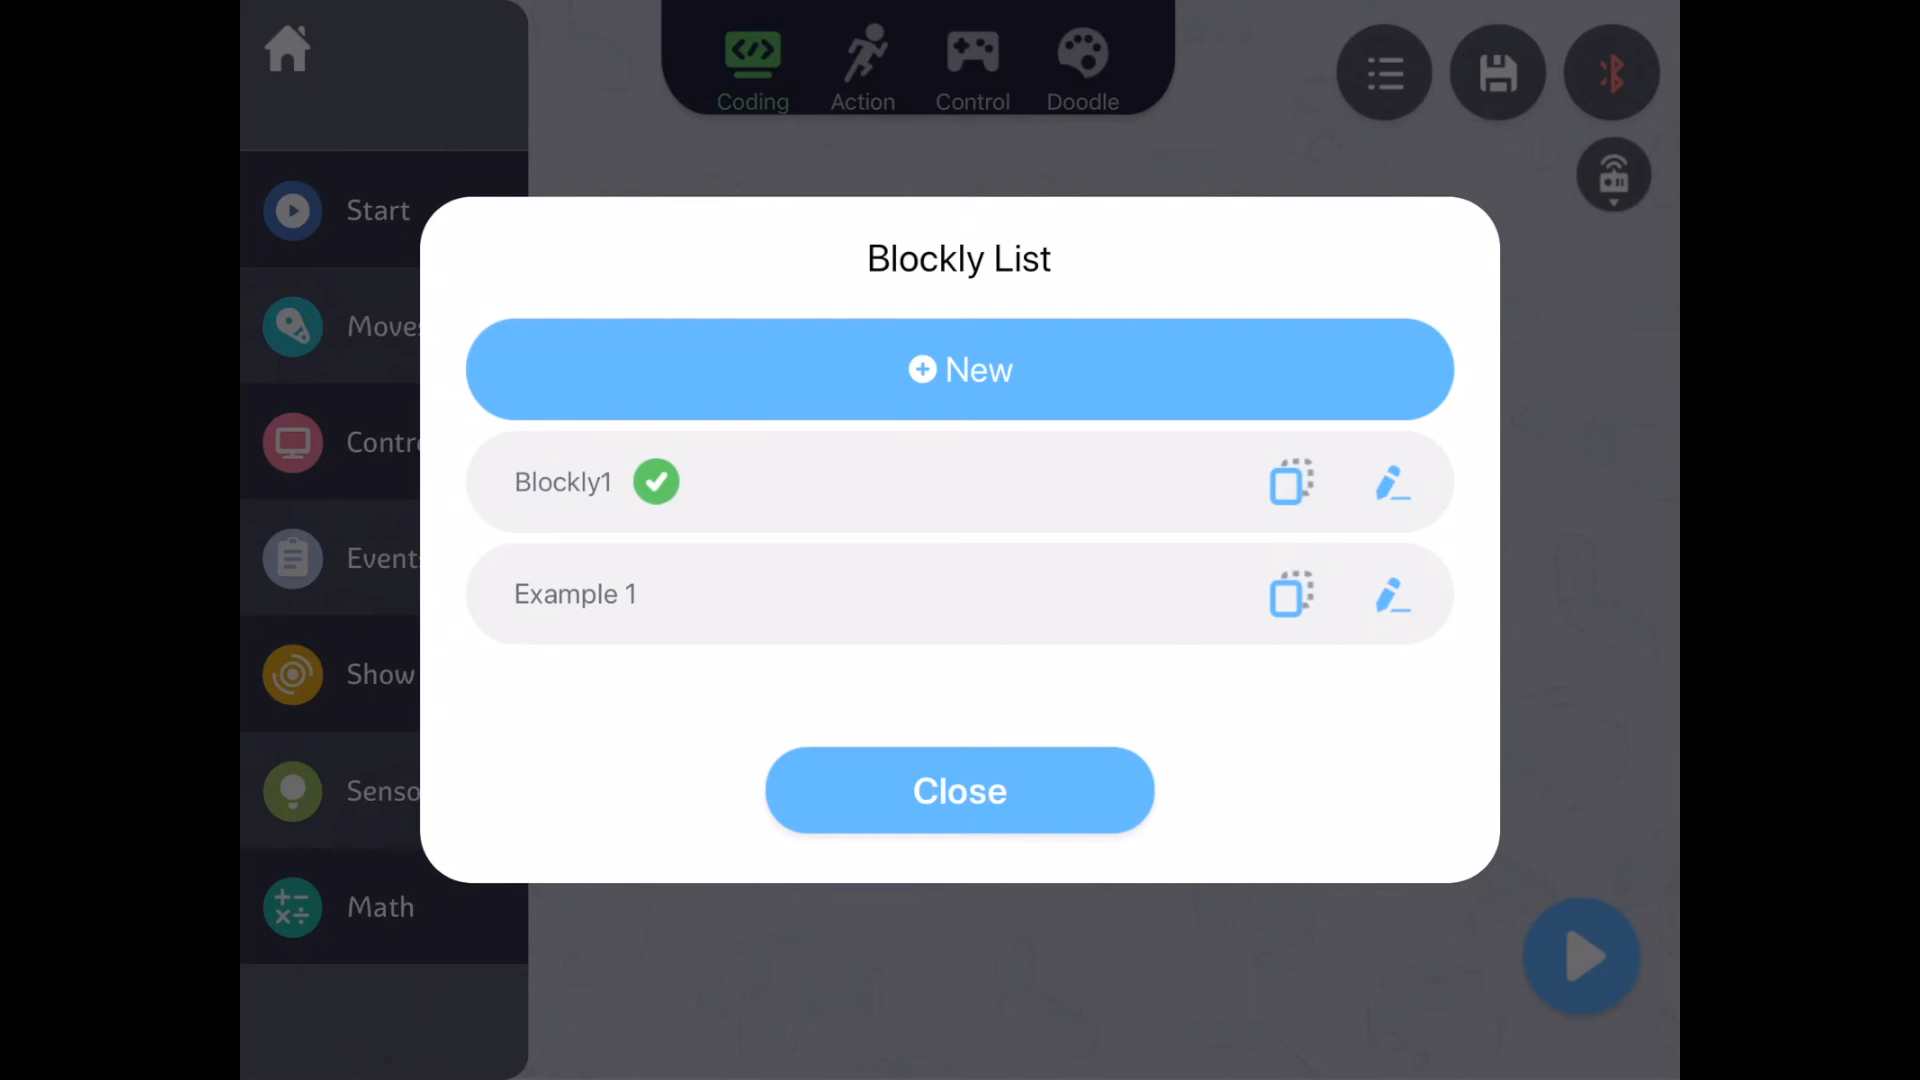 Coding
Action
Control
Doodle
Start
Move
Contr
Event
Show
Senso
Math
Blockly List
New
Blockly1
Example 1
Close